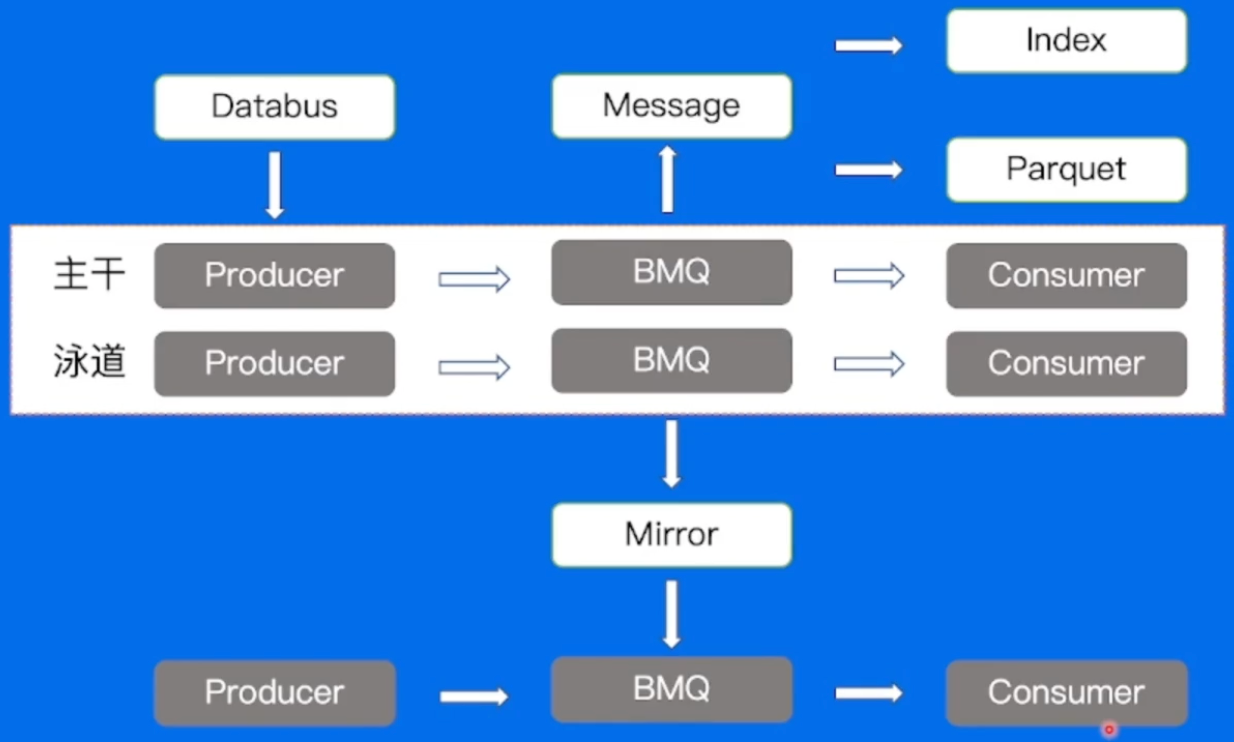 Index
Databus
Message
Parquet
主干 Producer BMQ Consumer
泳道 Producer BMQ Consumer
Mirror
Producer BMQ Consumer